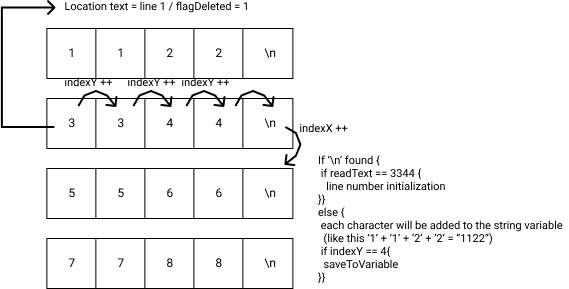 Location text = line 1 / flagDeleted = 1
1 1 2 2 \n
indexY ++ indexY ++ indexY ++
3 3 4 4 \n
indexX ++
5 5 6 6 \n
7 7 8 8 \n
If ‘\n’ found {
if readText == 3344 {
line number initialization
}}
else {
each character will be added to the string variable
(like this ‘1’ + ‘1’ + ‘2’ + ‘2’ = “1122”)
if indexY == 4{
saveToVariable
}}